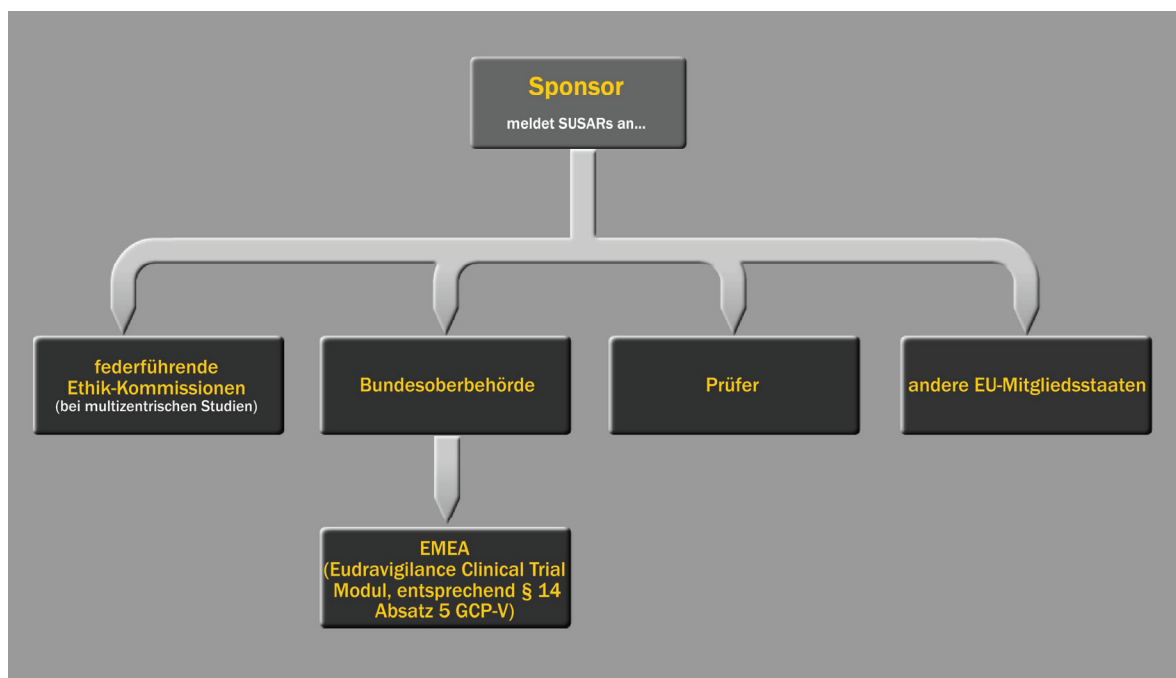 Sponsor
meldet SUSARs an...
federführende
Ethik-Kommissionen
(bei multizentrischen Studien)
Bundesoberbehörde
Prüfer
andere EU-Mitgliedsstaaten
EMEA
(Eudravigilance Clinical Trial
Modul, entsprechend § 14
Absatz 5 GCP-V)